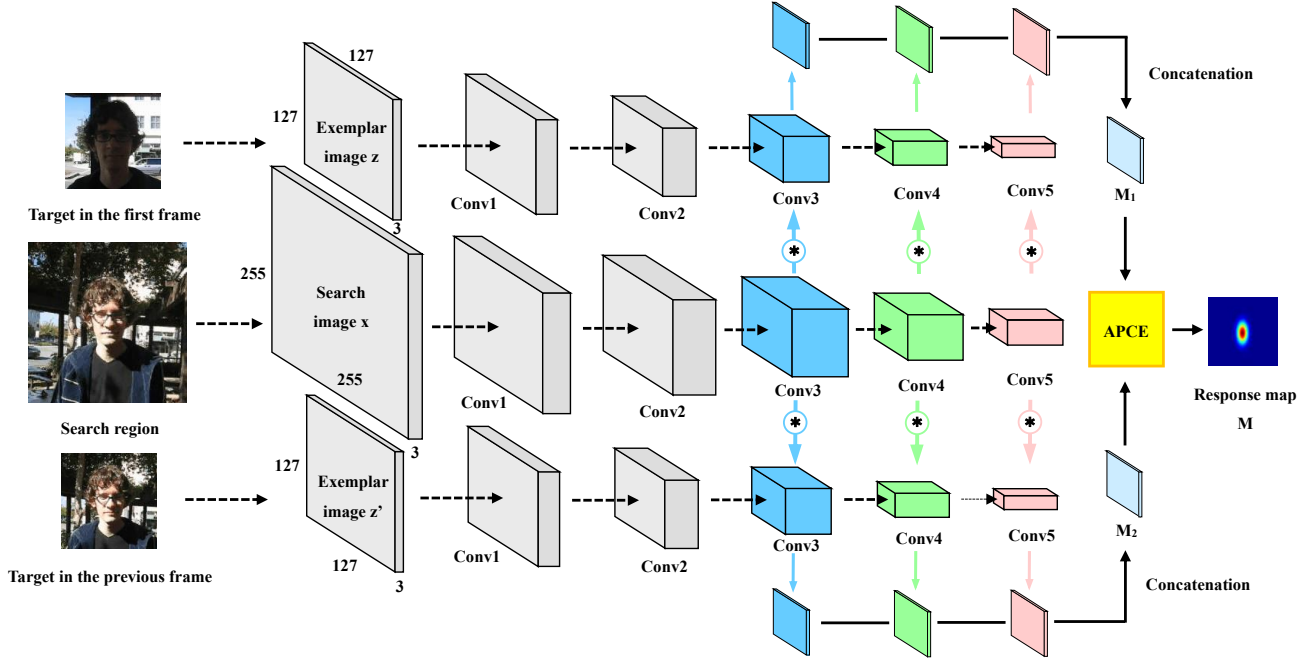 127
127
Exemplar
image z
3
Target in the first frame
Conv1
Conv2
Conv3
Conv4
Conv5
Concatenation
M1
255
Search
image x
255
3
Search region
Conv1
Conv2
Conv3
Conv4
Conv5
*
*
*
*
*
*
APCE
Response map
M
127
Exemplar
image z’
127
3
Target in the previous frame
Conv1
Conv2
Conv3
Conv4
Conv5
M2
Concatenation